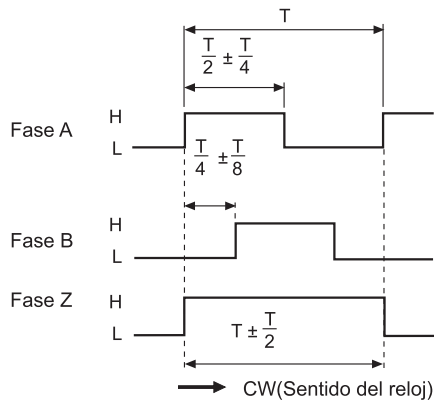 T
T/2 ± T/4
Fase A H L
T/4 ± T/8
Fase B H L
Fase Z H L
T ± T/2
CW(Sentido del reloj)